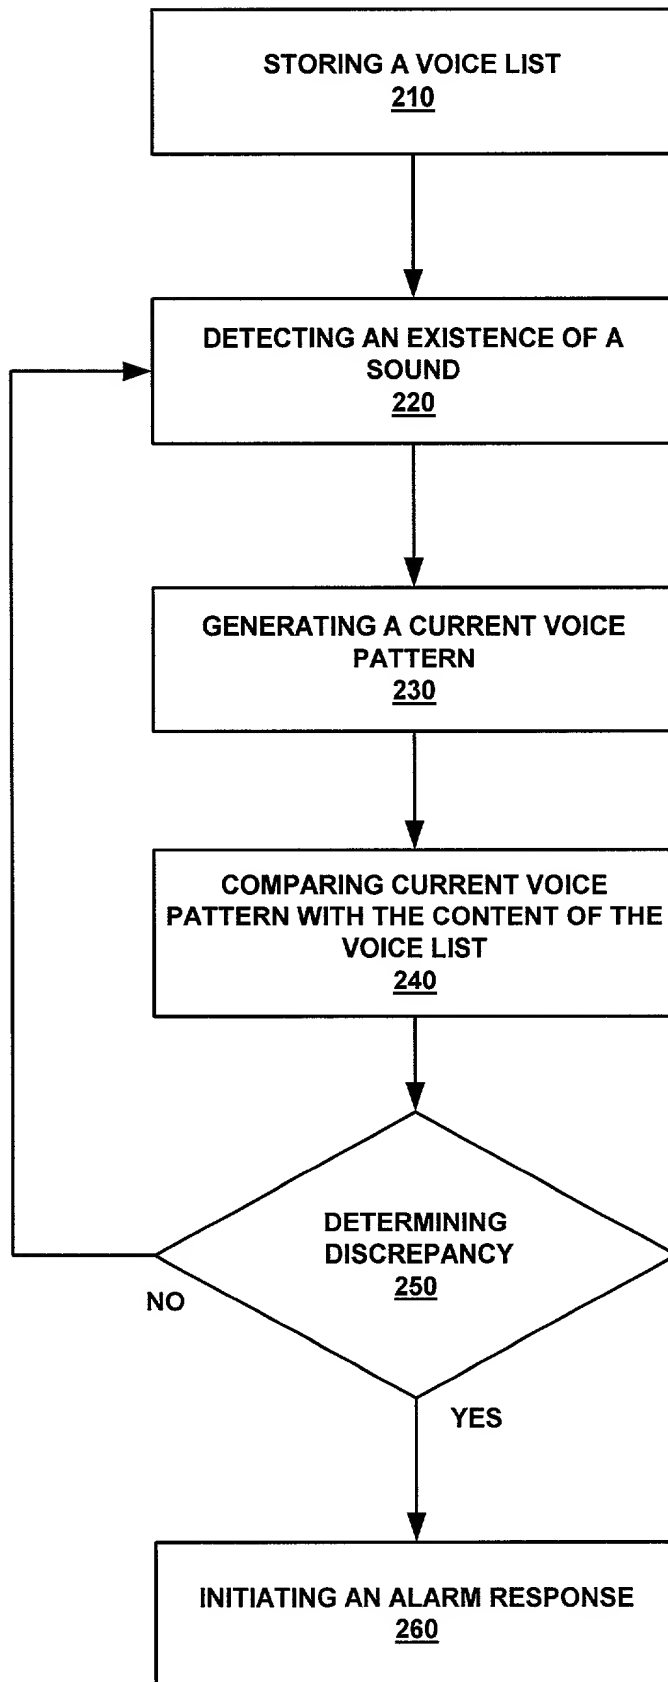 STORING A VOICE LIST
210
DETECTING AN EXISTENCE OF A
SOUND
220
GENERATING A CURRENT VOICE
PATTERN
230
COMPARING CURRENT VOICE
PATTERN WITH THE CONTENT OF THE
VOICE LIST
240
DETERMINING
DISCREPANCY
250
NO
YES
INITIATING AN ALARM RESPONSE
260